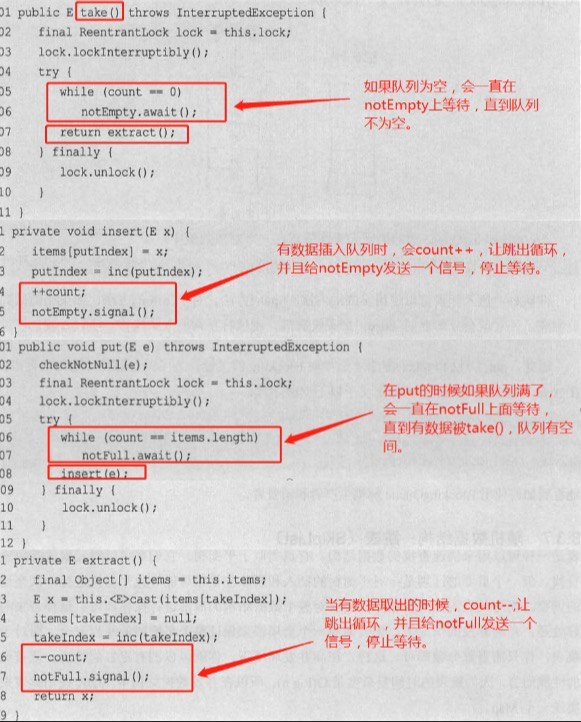 01 public E take() throws InterruptedException {
02 final ReentrantLock lock = this.lock;
03 lock.lockInterruptibly();
04 try {
05 while (count == 0)
06 notEmpty.await();
07 return extract();
08 } finally {
09 lock.unlock();
10 }
11 }
如果队列为空，会一直在
notEmpty上等待，直到队列
不为空。
1 private void insert(E x) {
2 items[putIndex] = x;
3 putIndex = inc(putIndex);
4 ++count;
5 notEmpty.signal();
6 }
有数据插入队列时，会count++，让跳出循环，
并且给notEmpty发送一个信号，停止等待。
01 public void put(E e) throws InterruptedException {
02 checkNotNull(e);
03 final ReentrantLock lock = this.lock;
04 lock.lockInterruptibly();
05 try {
06 while (count == items.length)
07 notFull.await();
08 insert(e);
09 } finally {
10 lock.unlock();
11 }
12 }
在put的时候如果队列满了，
会一直在notFull上面等待，
直到有数据被take()，队列有空
间。
1 private E extract() {
2 final Object[] items = this.items;
3 E x = this.<E>cast(items[takeIndex]);
4 items[takeIndex] = null;
5 takeIndex = inc(takeIndex);
6 --count;
7 notFull.signal();
8 return x;
9 }
当有数据取出的时候，count--,让
跳出循环，并且给notFull发送一个
信号，停止等待。